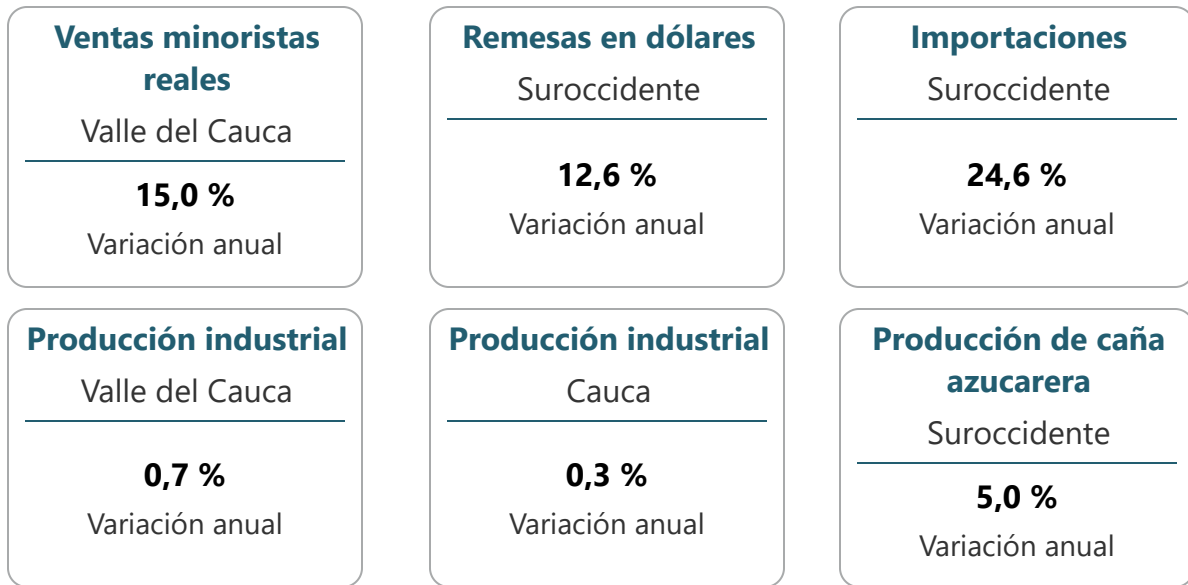 Ventas minoristas
reales
Valle del Cauca
15,0 %
Variación anual
Remesas en dólares
Suroccidente
12,6 %
Variación anual
Importaciones
Suroccidente
24,6 %
Variación anual
Producción industrial
Valle del Cauca
0,7 %
Variación anual
Producción industrial
Cauca
0,3 %
Variación anual
Producción de caña
azucarera
Suroccidente
5,0 %
Variación anual